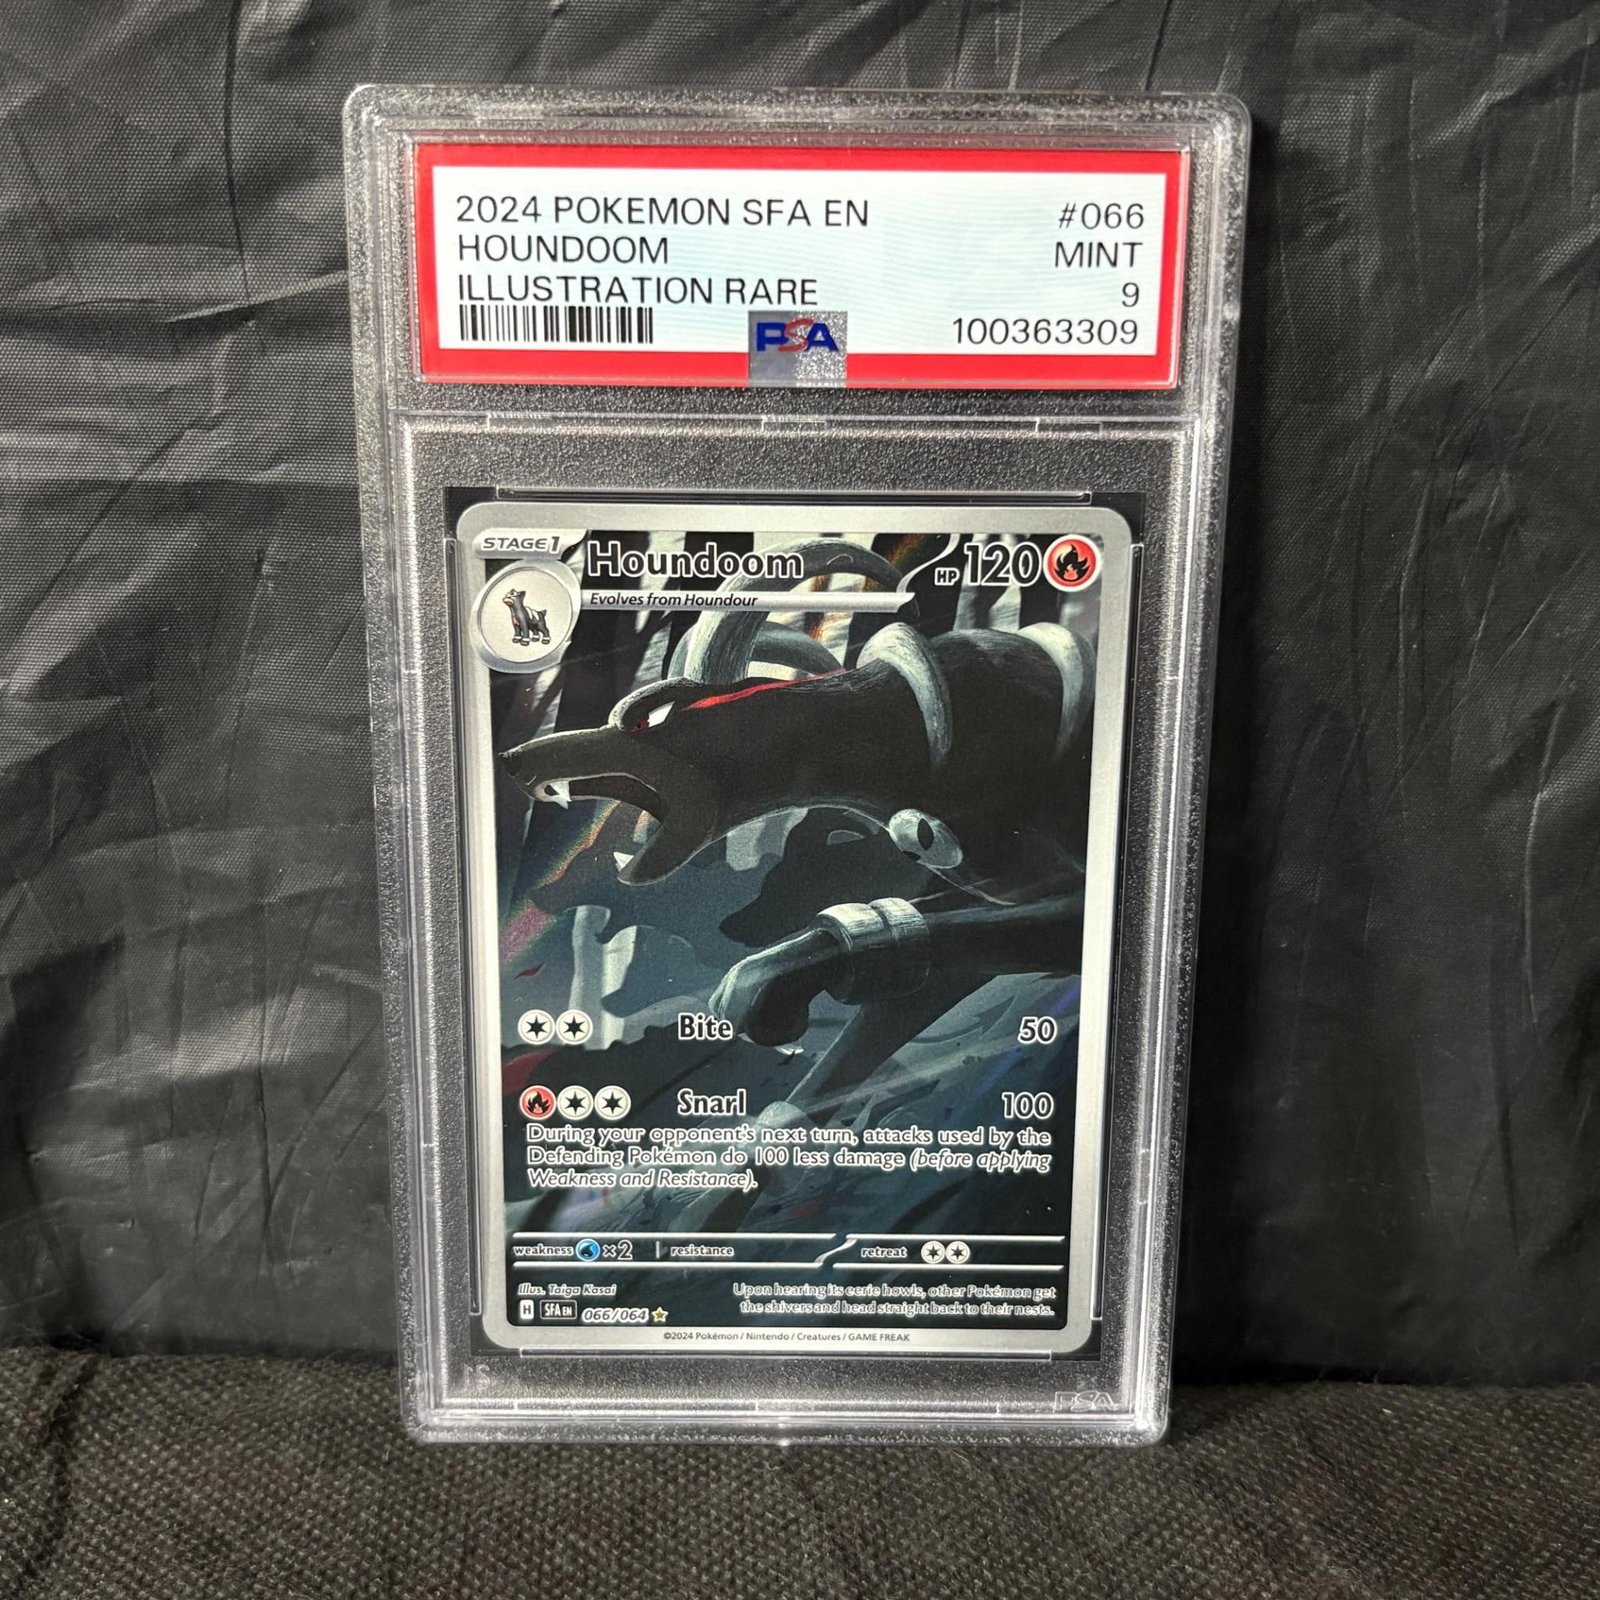 2024 POKEMON SFA EN #066
HOUNDOOM MINT
ILLUSTRATION RARE 9
PSA 100363309
STAGE1 Houndoom HP 120
Evolves from Houndour
Bite 50
Snarl 100
During your opponent's next turn, attacks used by the
Defending Pokémon do 100 less damage (before applying
Weakness and Resistance).
weakness ×2 resistance retreat
Illus. Taiga Kasai
Upon hearing its eerie howls, other Pokémon get
the shivers and head straight back to their nests.
H SFA EN 066/064
©2024 Pokémon / Nintendo / Creatures / GAME FREAK
PSA